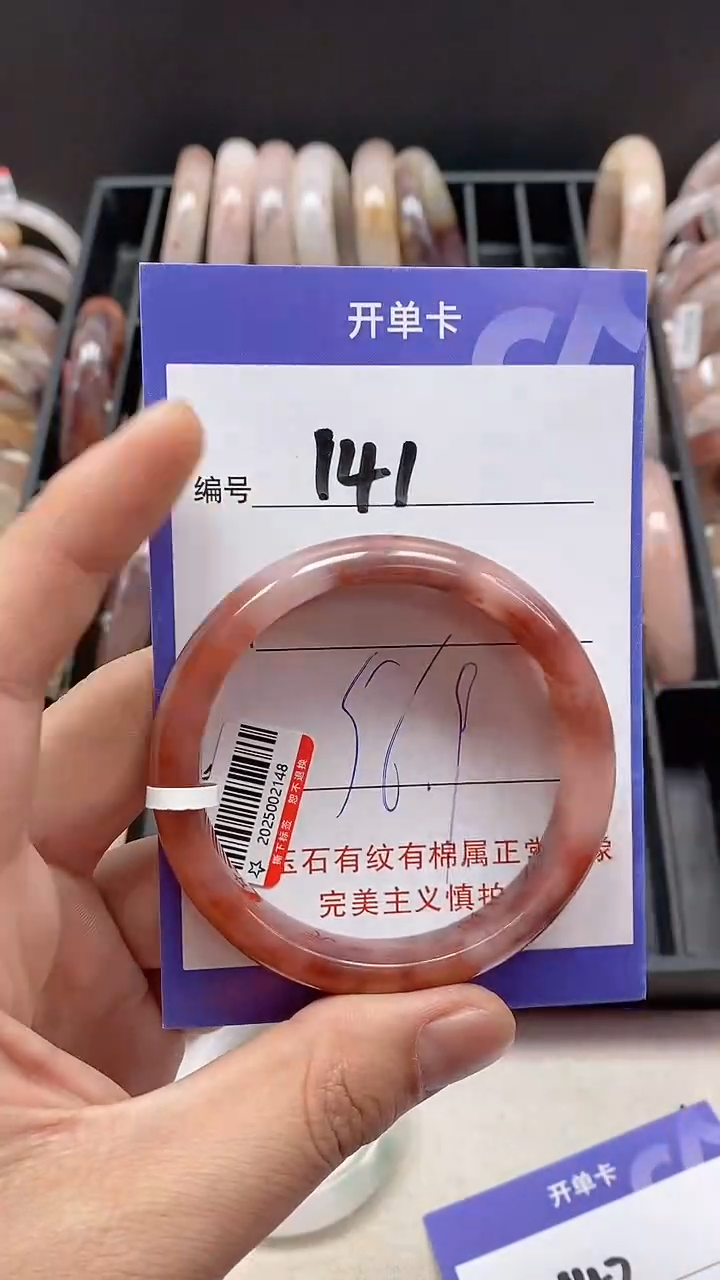 开单卡
编号 141
56.9
2025002148
撕下标签 恕不退换
玉石有纹有棉属正常
完美主义慎拍
开单卡